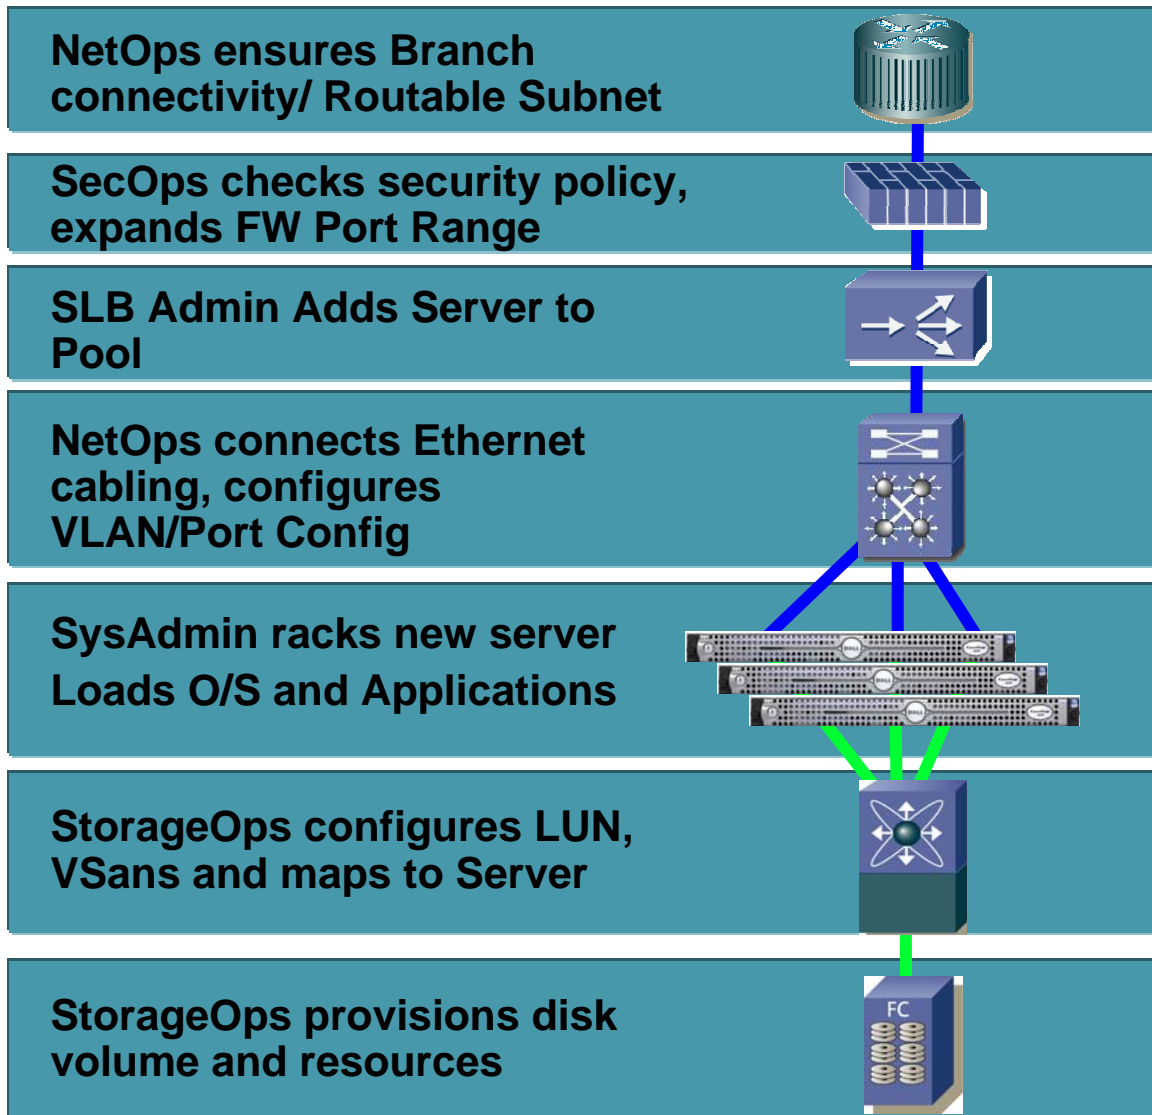 NetOps ensures Branch
connectivity/ Routable Subnet
SecOps checks security policy,
expands FW Port Range
SLB Admin Adds Server to
Pool
NetOps connects Ethernet
cabling, configures
VLAN/Port Config
SysAdmin racks new server
Loads O/S and Applications
StorageOps configures LUN,
VSans and maps to Server
StorageOps provisions disk
volume and resources
FC